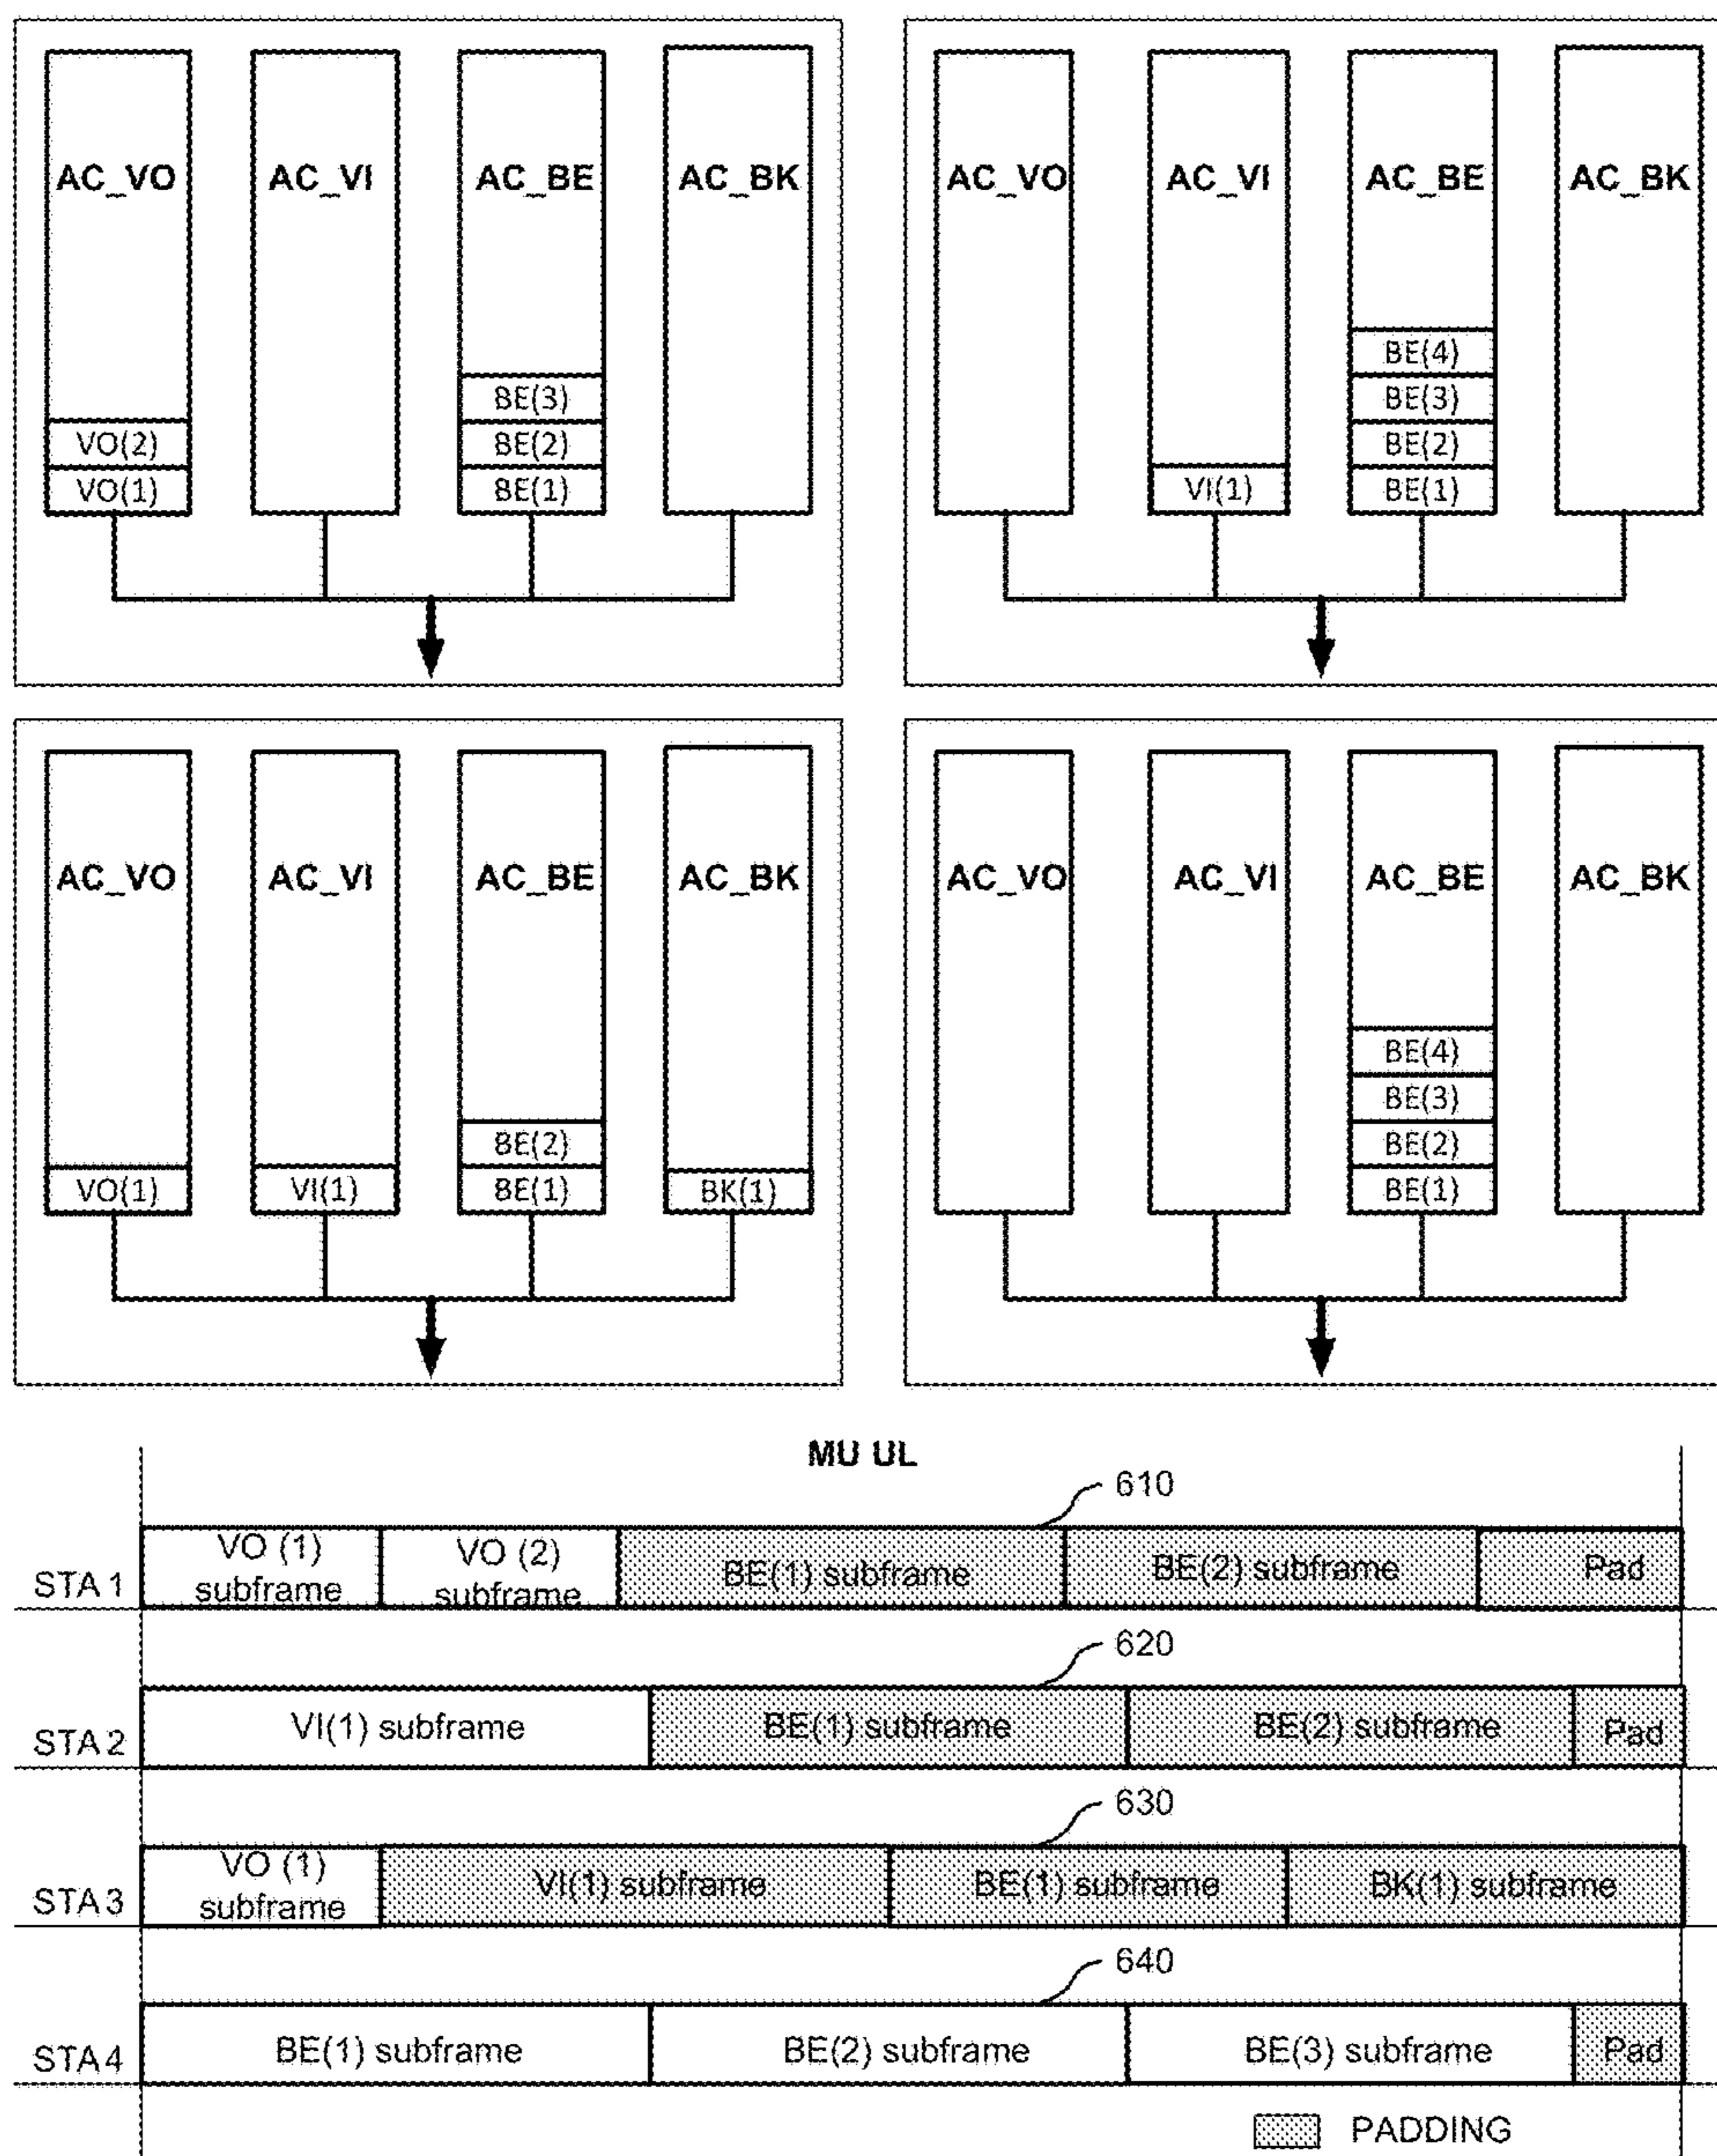 AC_VO AC_VI AC_BE AC_BK
BE(3)
VO(2) BE(2)
VO(1) BE(1)
AC_VO AC_VI AC_BE AC_BK
BE(4)
BE(3)
BE(2)
VI(1) BE(1)
AC_VO AC_VI AC_BE AC_BK
BE(2)
VO(1) VI(1) BE(1) BK(1)
AC_VO AC_VI AC_BE AC_BK
BE(4)
BE(3)
BE(2)
BE(1)
MU UL
610
STA 1
VO (1)
subframe
VO (2)
subframe
BE(1) subframe
BE(2) subframe
Pad
620
STA 2
VI(1) subframe
BE(1) subframe
BE(2) subframe
Pad
630
STA 3
VO (1)
subframe
VI(1) subframe
BE(1) subframe
BK(1) subframe
640
STA 4
BE(1) subframe
BE(2) subframe
BE(3) subframe
Pad
PADDING